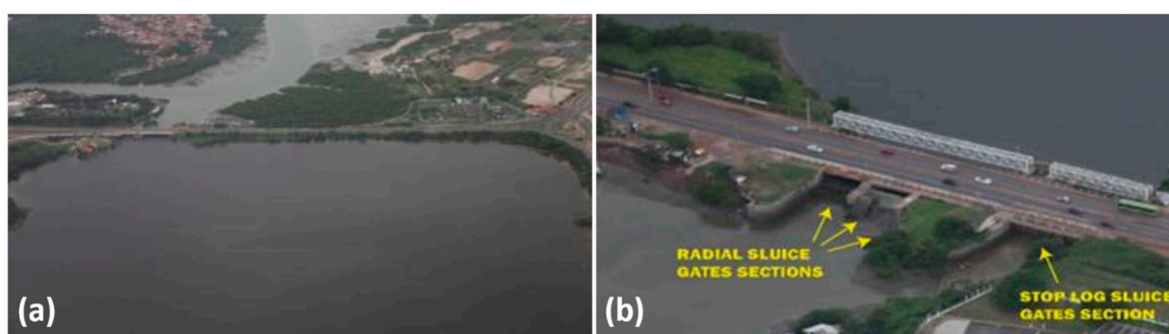 (a)
(b)
RADIAL SLUICE
GATES SECTIONS
STOP LOG SLUICE
GATES SECTION